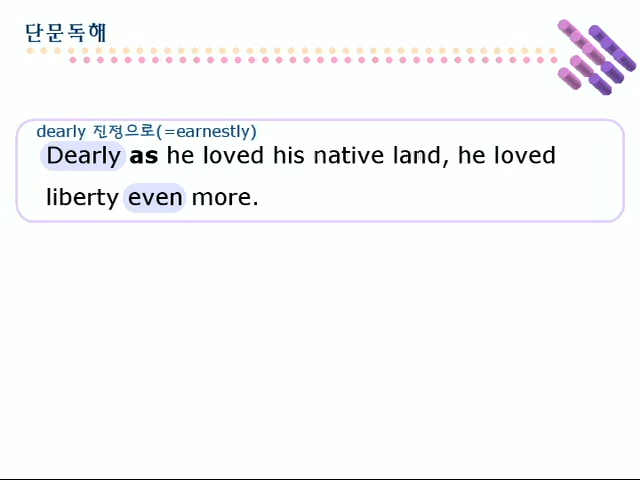 단문독해
dearly 진정으로(=earnestly)
Dearly as he loved his native land, he loved
liberty even more.